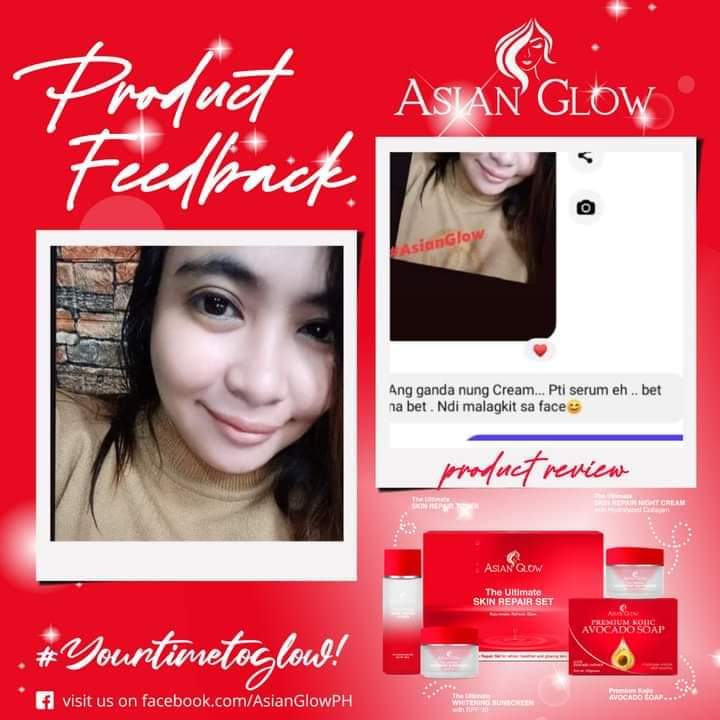 Product
Feedback
ASIAN GLOW
#AsianGlow
Ang ganda nung Cream... Pti serum eh .. bet
na bet . Ndi malagkit sa face😊
product review
The Ultimate
SKIN REPAIR TONER
The Ultimate
SKIN REPAIR NIGHT CREAM
with Hydrolyzed Collagen
ASIAN GLOW
The Ultimate
SKIN REPAIR SET
ASIAN GLOW
PREMIUM KOJIC
AVOCADO SOAP
The Ultimate
WHITENING SUNSCREEN
Premium Kojic
AVOCADO SOAP
#Yourtimetoglow!
visit us on facebook.com/AsianGlowPH